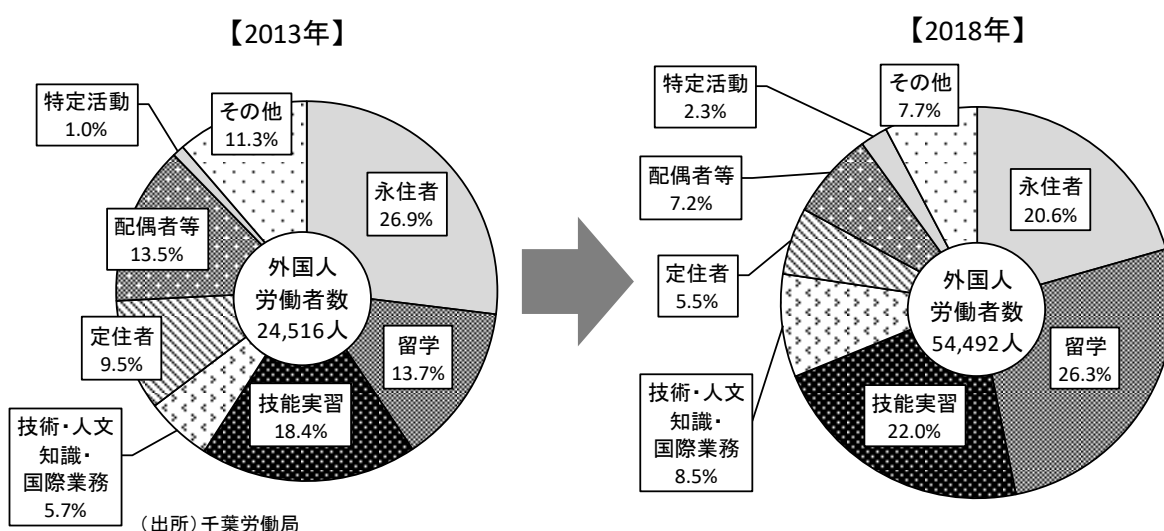 【2013年】
特定活動
1.0%
その他
11.3%
永住者
26.9%
配偶者等
13.5%
外国人
労働者数
24,516人
定住者
9.5%
留学
13.7%
技能実習
18.4%
技術・人文
知識・
国際業務
5.7%
（出所）千葉労働局
【2018年】
特定活動
2.3%
その他
7.7%
配偶者等
7.2%
永住者
20.6%
定住者
5.5%
外国人
労働者数
54,492人
留学
26.3%
技術・人文
知識・
国際業務
8.5%
技能実習
22.0%